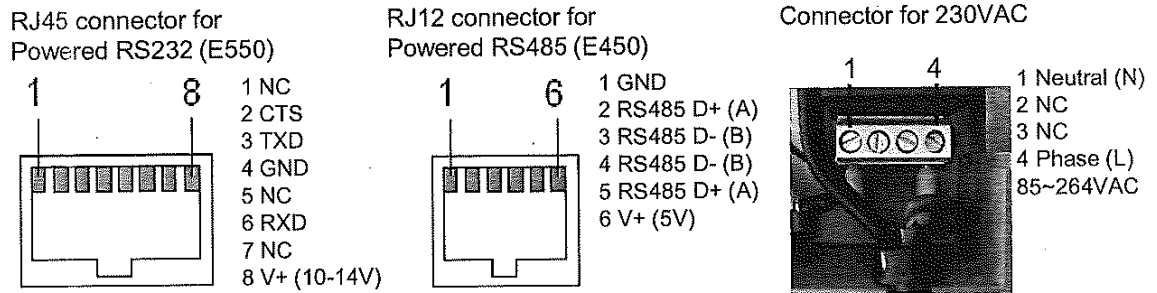 RJ45 connector for
Powered RS232 (E550)
1
8
1 NC
2 CTS
3 TXD
4 GND
5 NC
6 RXD
7 NC
8 V+ (10-14V)
RJ12 connector for
Powered RS485 (E450)
1
6
1 GND
2 RS485 D+ (A)
3 RS485 D- (B)
4 RS485 D- (B)
5 RS485 D+ (A)
6 V+ (5V)
Connector for 230VAC
1
4
1 Neutral (N)
2 NC
3 NC
4 Phase (L)
85~264VAC